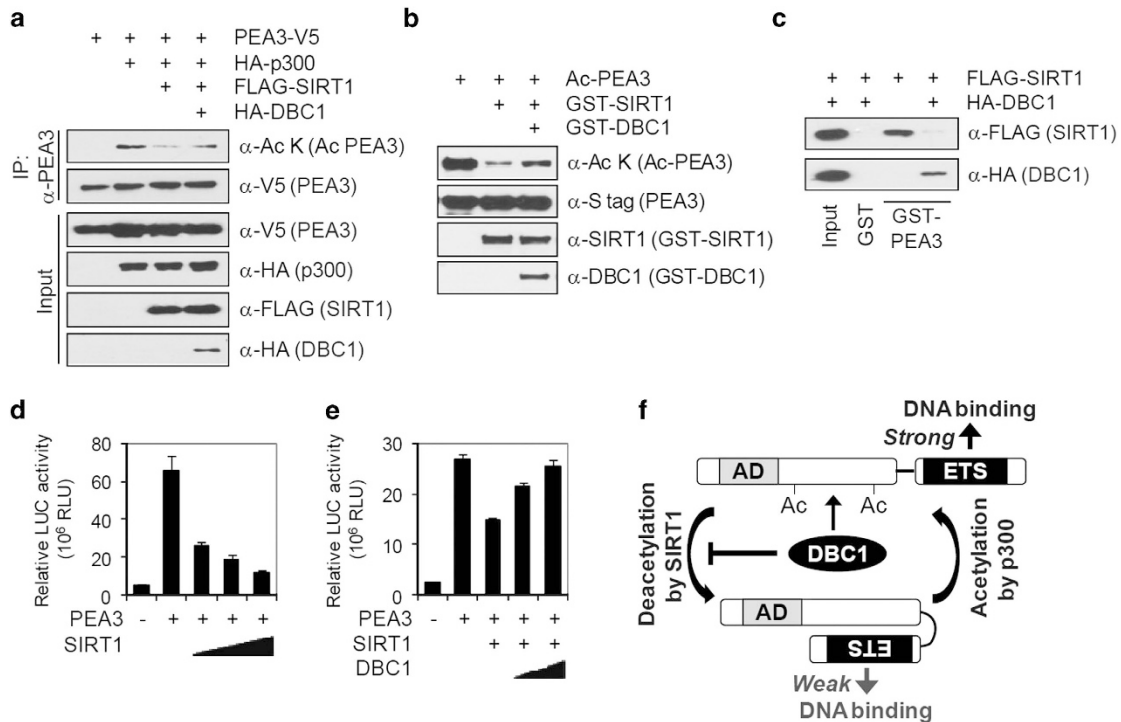 a
+ + + + PEA3-V5
+ + + HA-p300
+ + FLAG-SIRT1
+ HA-DBC1
IP:
α-PEA3
α-Ac K (Ac PEA3)
α-V5 (PEA3)
Input
α-V5 (PEA3)
α-HA (p300)
α-FLAG (SIRT1)
α-HA (DBC1)
b
+ + + Ac-PEA3
+ + GST-SIRT1
+ GST-DBC1
α-Ac K (Ac-PEA3)
α-S tag (PEA3)
α-SIRT1 (GST-SIRT1)
α-DBC1 (GST-DBC1)
c
+ + + FLAG-SIRT1
+ + + HA-DBC1
α-FLAG (SIRT1)
α-HA (DBC1)
Input
GST
GST-
PEA3
d
Relative LUC activity
(10⁶ RLU)
80
60
40
20
0
PEA3 - + + + +
SIRT1
e
Relative LUC activity
(10⁶ RLU)
30
20
10
0
PEA3 - + + + +
SIRT1 + + +
DBC1
f
DNA binding
Strong
AD
ETS
Ac
Ac
Deacetylation
by SIRT1
DBC1
Acetylation
by p300
AD
ETS
Weak
DNA binding